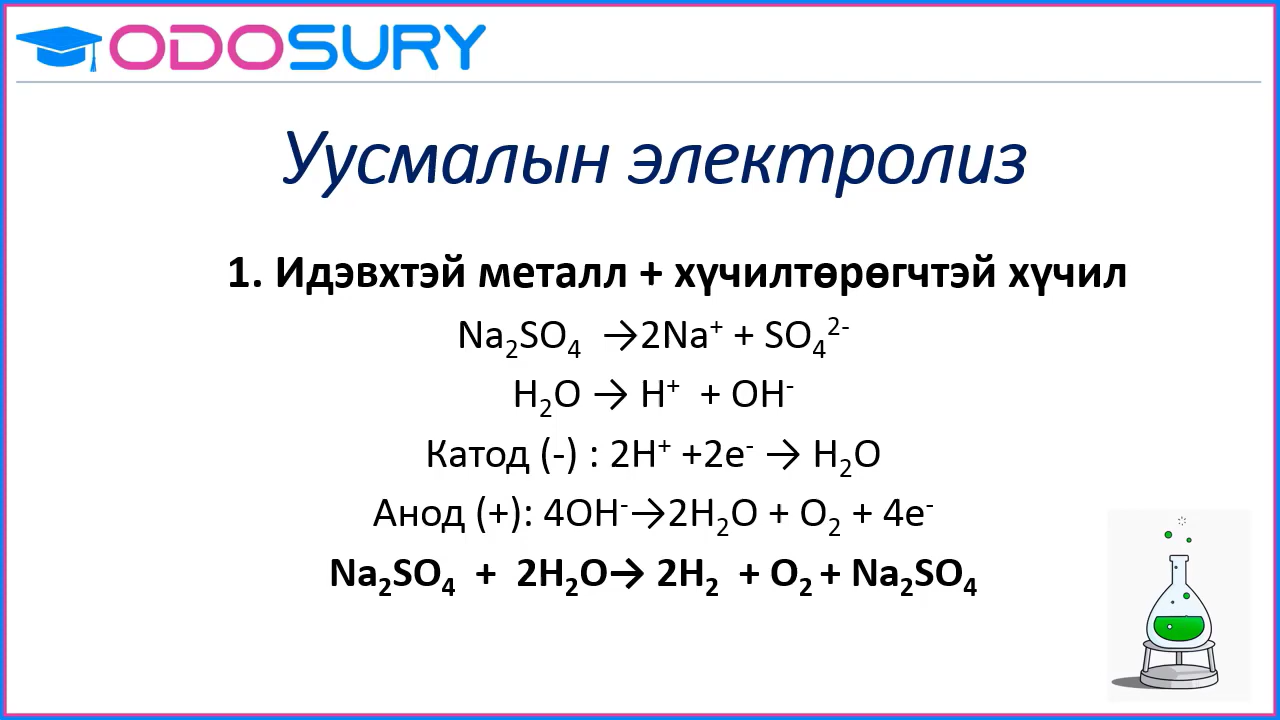 ODOSURY
Уусмалын электролиз
1. Идэвхтэй металл + хүчилтөрөгчтэй хүчил
Na₂SO₄ →2Na⁺ + SO₄²⁻
H₂O → H⁺ + OH⁻
Катод (-) : 2H⁺ +2e⁻ → H₂O
Анод (+): 4OH⁻→2H₂O + O₂ + 4e⁻
Na₂SO₄ + 2H₂O→ 2H₂ + O₂ + Na₂SO₄